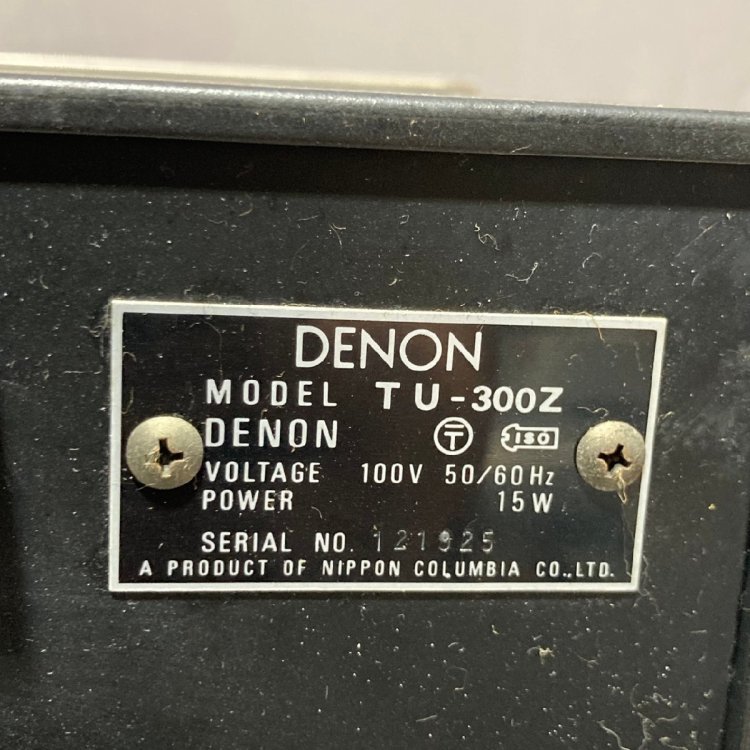 DENON
MODEL TU-300Z
DENON T ISO
VOLTAGE 100V 50/60Hz
POWER 15W
SERIAL NO. 121925
A PRODUCT OF NIPPON COLUMBIA CO.,LTD.